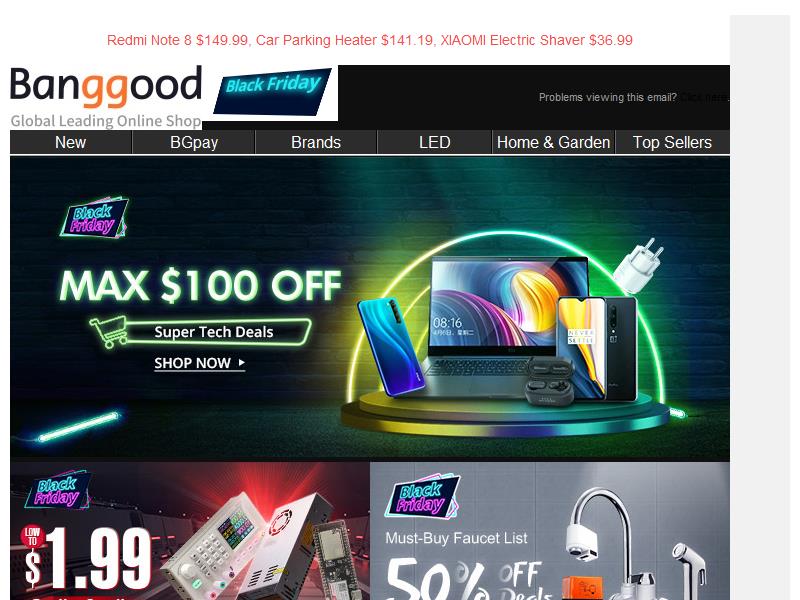 Redmi Note 8 $149.99, Car Parking Heater $141.19, XIAOMI Electric Shaver $36.99
Banggood
Global Leading Online Shop
Black Friday
Problems viewing this email? Click here.
New BGpay Brands LED Home & Garden Top Sellers
Black
Friday
MAX $100 OFF
Super Tech Deals
SHOP NOW
08:16
NEVER
SETTLE
Black
Friday
LOW
TO
$1.99
Black
Friday
Must-Buy Faucet List
50% OFF
Deals